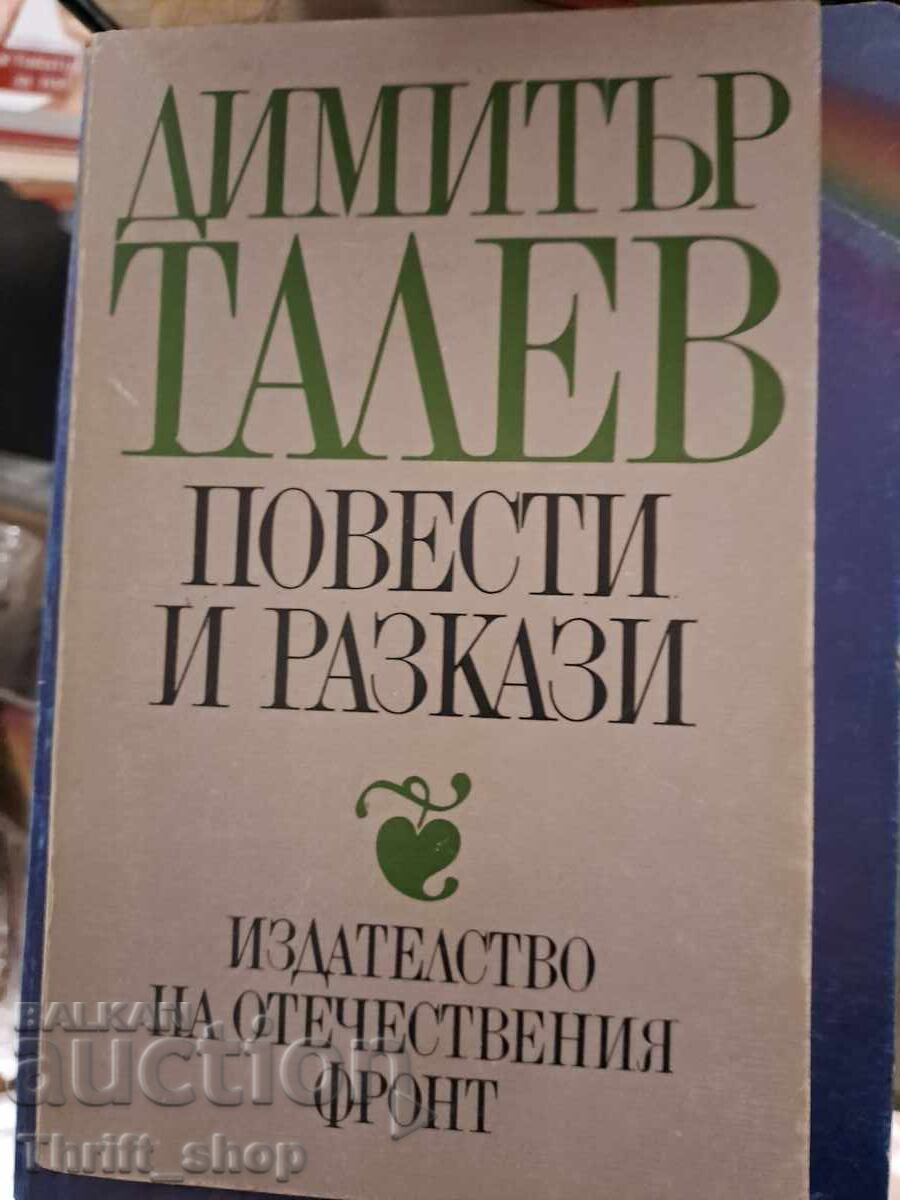 ДИМИТЪР
ТАЛЕВ
ПОВЕСТИ
И РАЗКАЗИ
ИЗДАТЕЛСТВО
НА ОТЕЧЕСТВЕНИЯ
ФРОНТ
BALKAN
auction
Thrift_shop